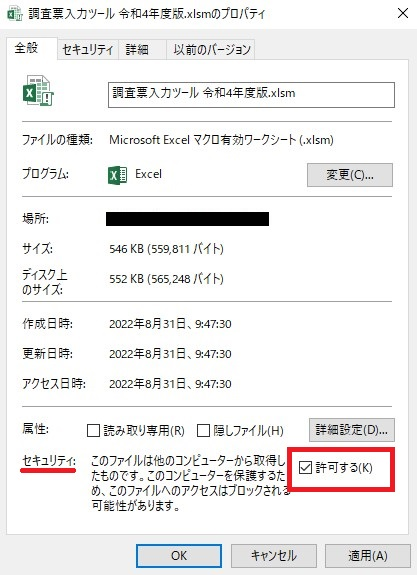 調査票入力ツール 令和4年度版.xlsmのプロパティ
全般 セキュリティ 詳細 以前のバージョン
調査票入力ツール 令和4年度版.xlsm
ファイルの種類: Microsoft Excel マクロ有効ワークシート (.xlsm)
プログラム: Excel 変更(C)...
場所:
サイズ: 546 KB (559,811 バイト)
ディスク上
のサイズ: 552 KB (565,248 バイト)
作成日時: 2022年8月31日、9:47:30
更新日時: 2022年8月31日、9:47:30
アクセス日時: 2022年8月31日、9:47:30
属性: 読み取り専用(R) 隠しファイル(H) 詳細設定(D)...
セキュリティ: このファイルは他のコンピューターから取得し
たものです。このコンピューターを保護するた
め、このファイルへのアクセスはブロックされる
可能性があります。
許可する(K)
OK キャンセル 適用(A)